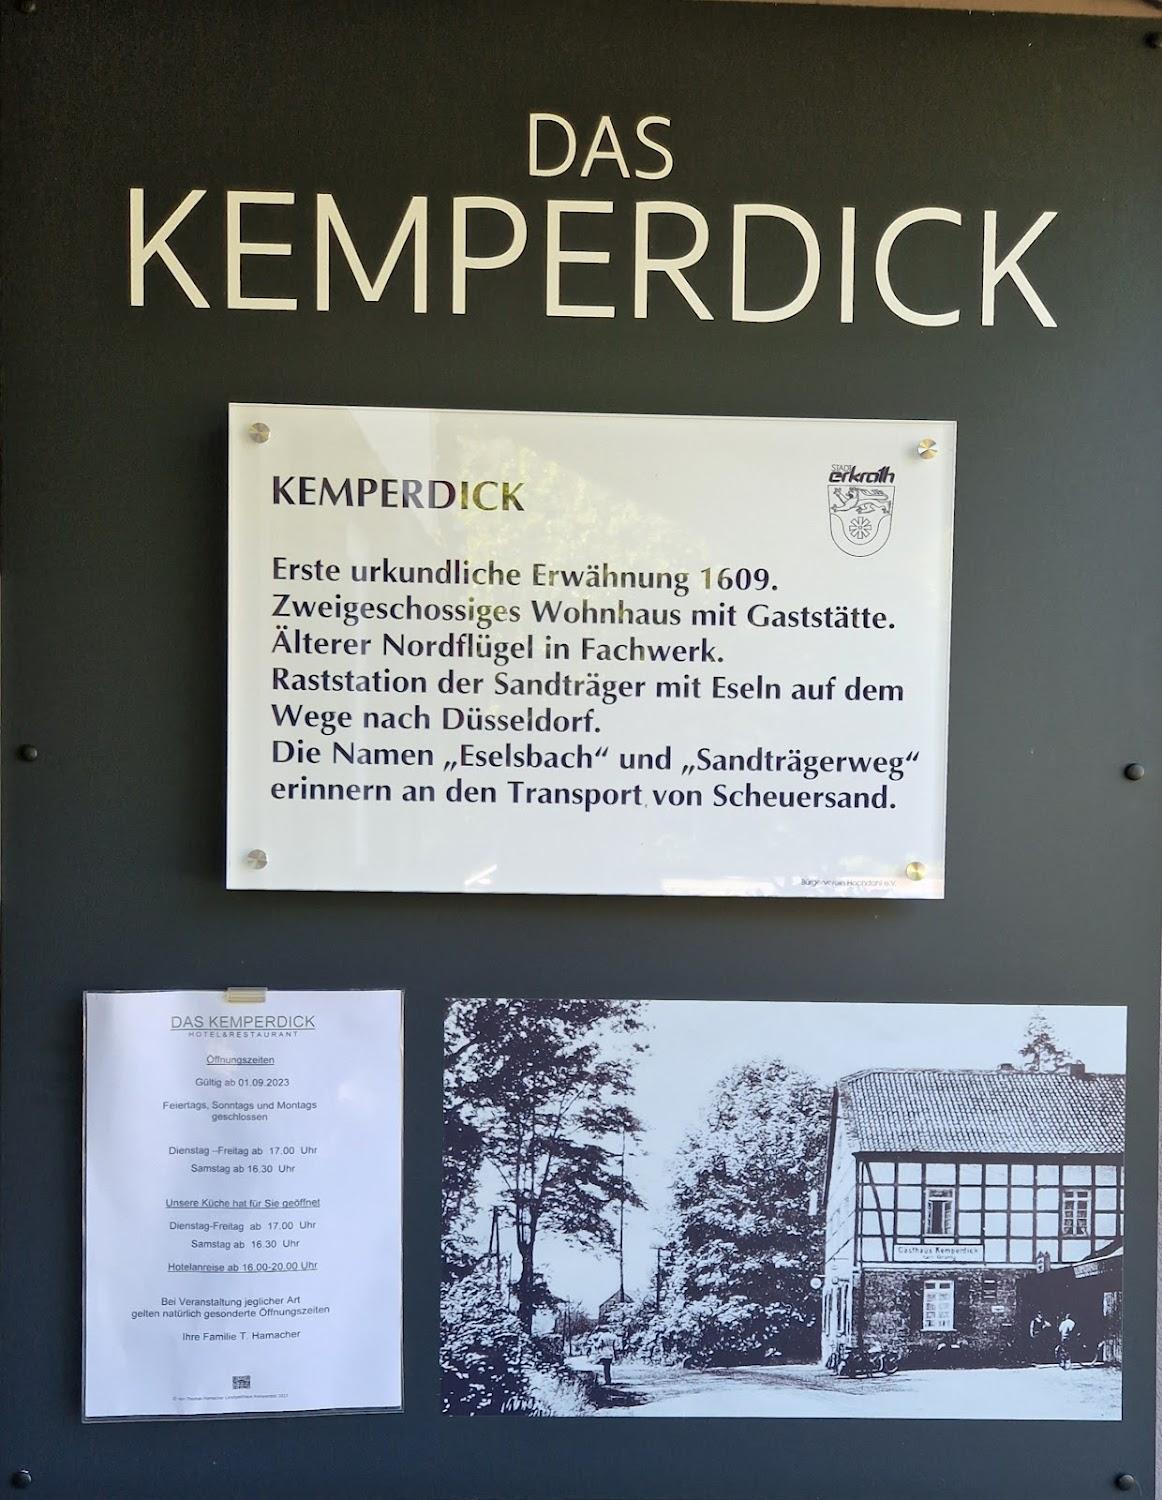 DAS
KEMPERDICK
STADT
erkrath
KEMPERDICK
Erste urkundliche Erwähnung 1609.
Zweigeschossiges Wohnhaus mit Gaststätte.
Älterer Nordflügel in Fachwerk.
Raststation der Sandträger mit Eseln auf dem
Wege nach Düsseldorf.
Die Namen „Eselsbach“ und „Sandträgerweg“
erinnern an den Transport von Scheuersand.
Bürgerverein Hochdahl e.V.
DAS KEMPERDICK
HOTEL&RESTAURANT
Öffnungszeiten
Gültig ab 01.09.2023
Feiertags, Sonntags und Montags
geschlossen
Dienstag –Freitag ab 17.00 Uhr
Samstag ab 16.30 Uhr
Unsere Küche hat für Sie geöffnet
Dienstag-Freitag ab 17.00 Uhr
Samstag ab 16.30 Uhr
Hotelanreise ab 16.00-20.00 Uhr
Bei Veranstaltung jeglicher Art
gelten natürlich gesonderte Öffnungszeiten
Ihre Familie T. Hamacher
Gasthaus Kemperdick